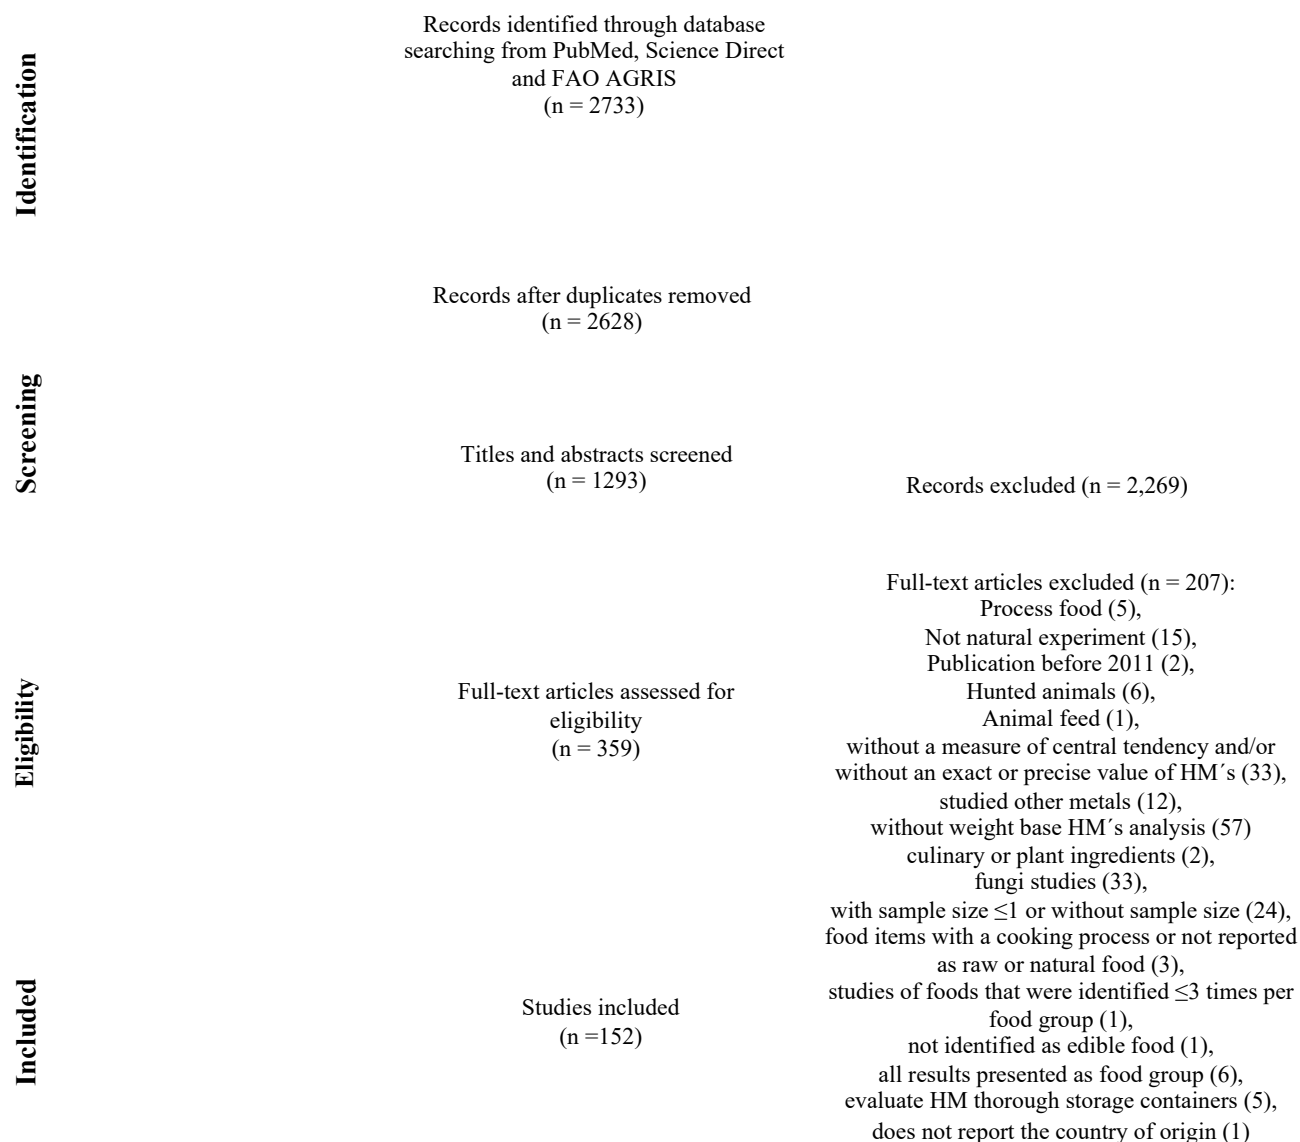 Identification
Records identified through database
searching from PubMed, Science Direct
and FAO AGRIS
(n = 2733)
Records after duplicates removed
(n = 2628)
Screening
Titles and abstracts screened
(n = 1293)
Records excluded (n = 2,269)
Eligibility
Full-text articles assessed for
eligibility
(n = 359)
Full-text articles excluded (n = 207):
Process food (5),
Not natural experiment (15),
Publication before 2011 (2),
Hunted animals (6),
Animal feed (1),
without a measure of central tendency and/or
without an exact or precise value of HM´s (33),
studied other metals (12),
without weight base HM´s analysis (57)
culinary or plant ingredients (2),
fungi studies (33),
with sample size ≤1 or without sample size (24),
food items with a cooking process or not reported
as raw or natural food (3),
studies of foods that were identified ≤3 times per
food group (1),
not identified as edible food (1),
all results presented as food group (6),
evaluate HM thorough storage containers (5),
does not report the country of origin (1)
Included
Studies included
(n =152)